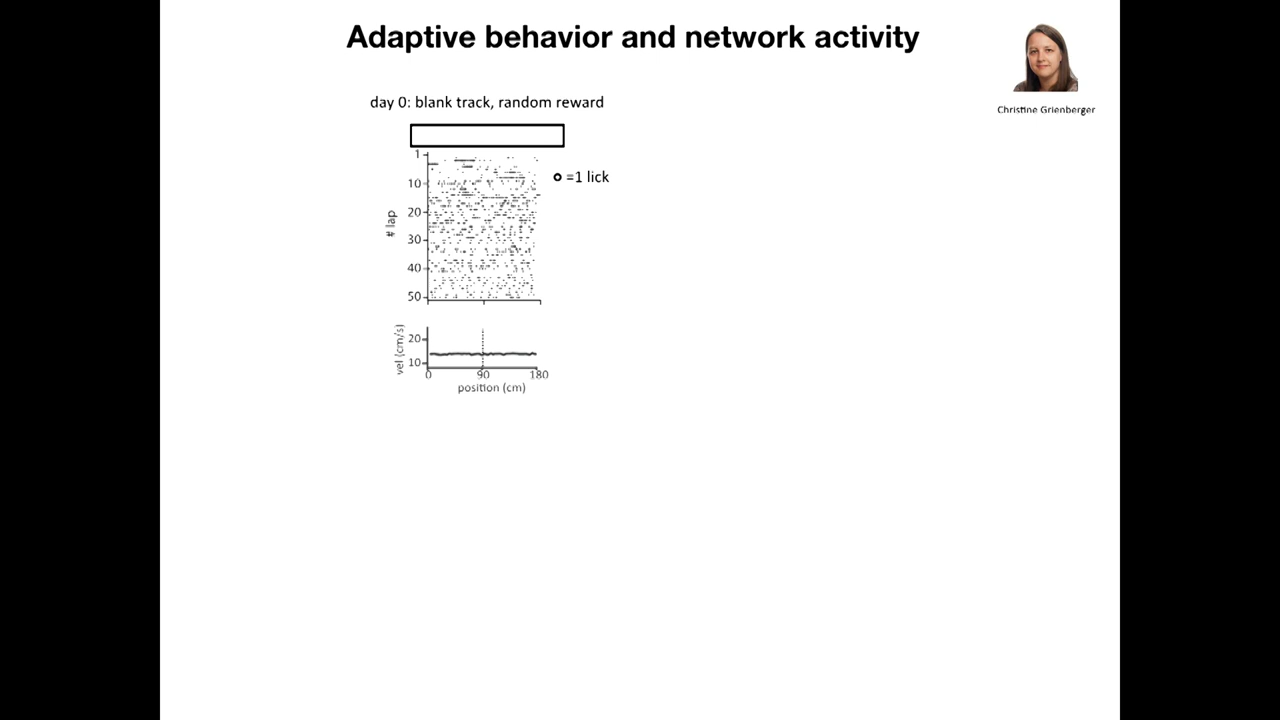 Adaptive behavior and network activity
Christine Grienberger
day 0: blank track, random reward
=1 lick
# lap
1
10
20
30
40
50
vel (cm/s)
20
10
0 90 180
position (cm)